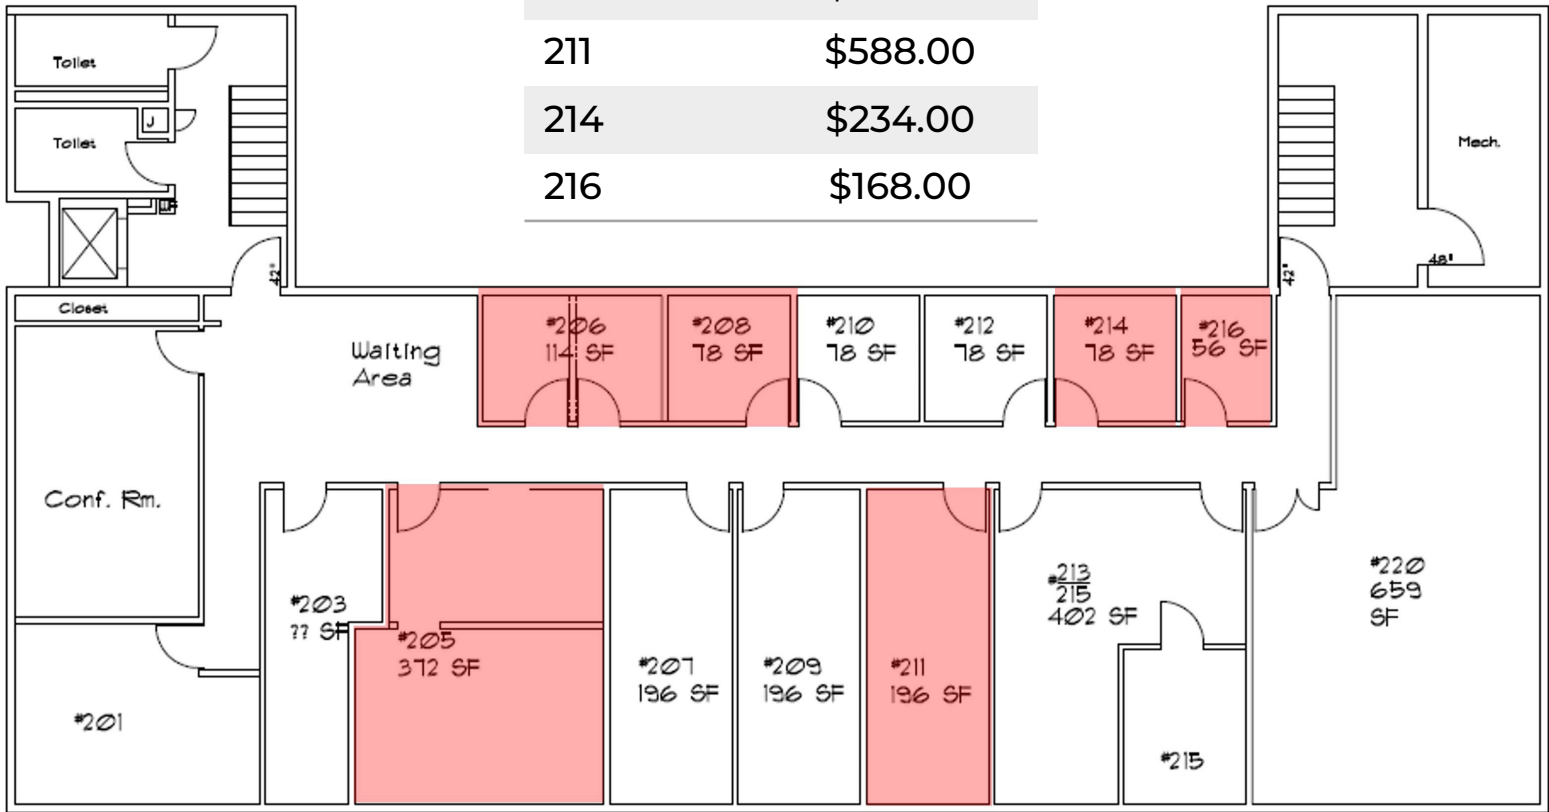 211 $588.00
214 $234.00
216 $168.00
Toilet
J
Toilet
Mech.
42"
42"
48"
Closet
Waiting
Area
#206
114 SF
#208
78 SF
#210
78 SF
#212
78 SF
#214
78 SF
#216
56 SF
Conf. Rm.
#203
?? SF
#205
372 SF
#207
196 SF
#209
196 SF
#211
196 SF
#213
215
402 SF
#220
659
SF
#201
#215